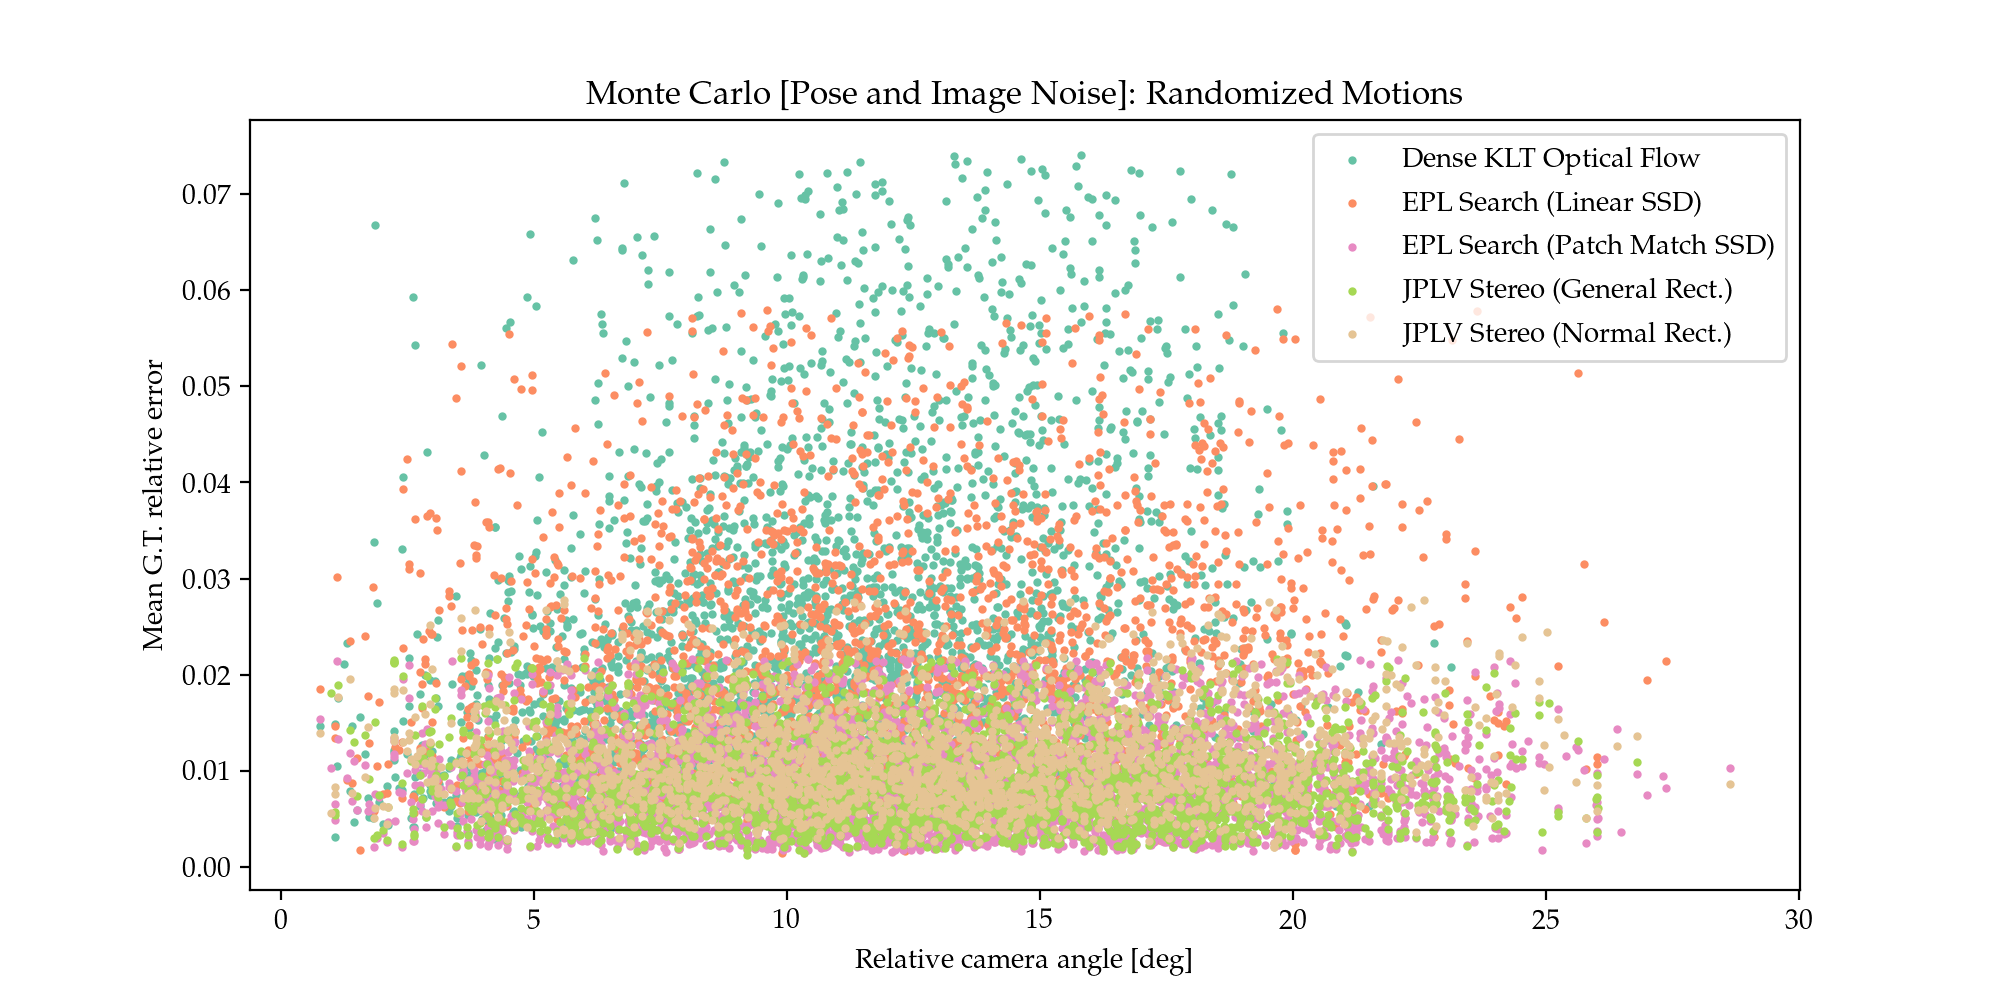 Monte Carlo [Pose and Image Noise]: Randomized Motions
Dense KLT Optical Flow
EPL Search (Linear SSD)
EPL Search (Patch Match SSD)
JPLV Stereo (General Rect.)
JPLV Stereo (Normal Rect.)
Mean G.T. relative error
0.07
0.06
0.05
0.04
0.03
0.02
0.01
0.00
0 5 10 15 20 25 30
Relative camera angle [deg]